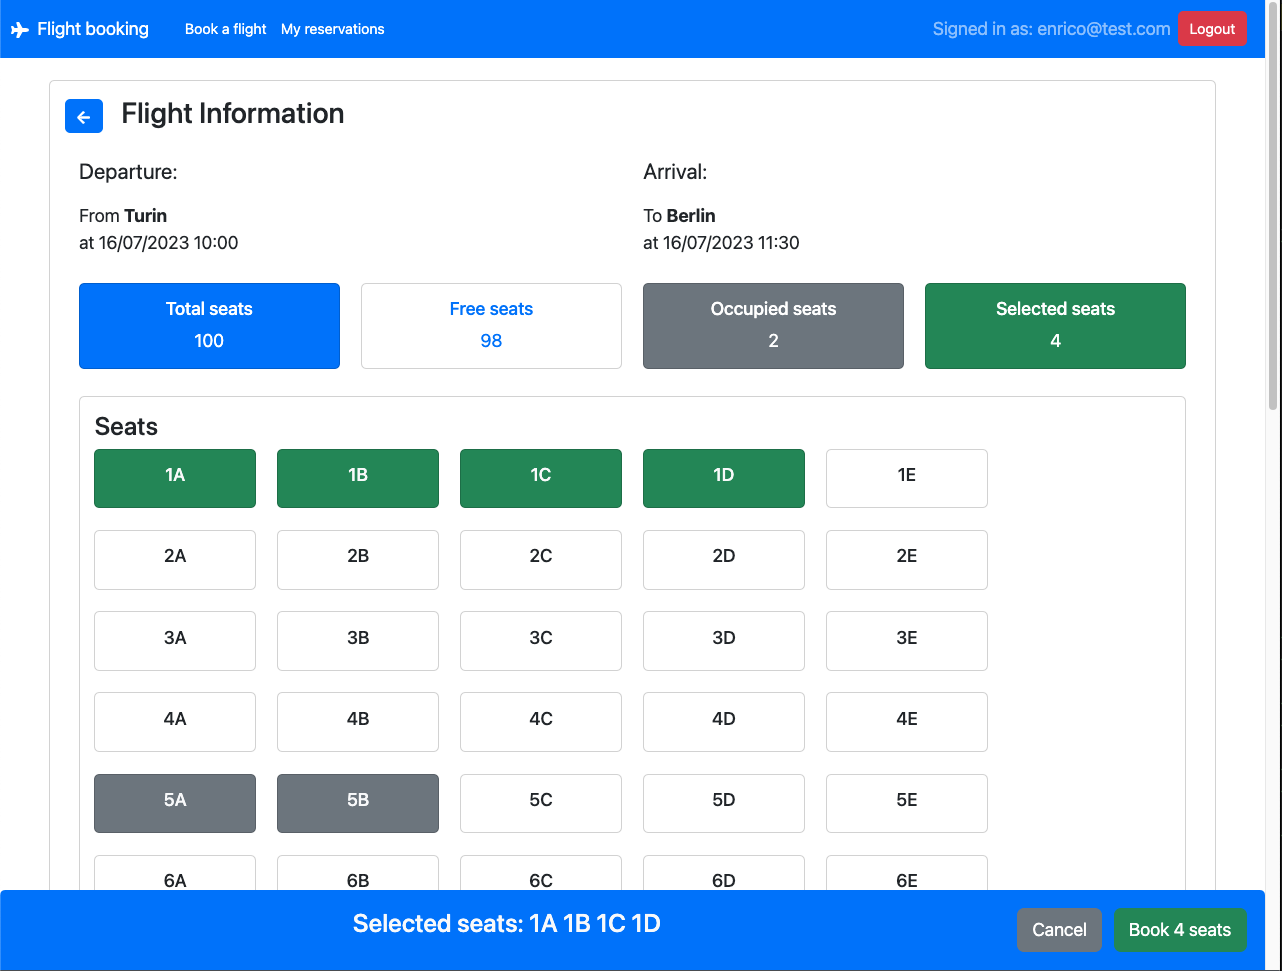 Flight booking Book a flight My reservations Signed in as: enrico@test.com Logout
Flight Information
Departure: Arrival:
From Turin To Berlin
at 16/07/2023 10:00 at 16/07/2023 11:30
Total seats Free seats Occupied seats Selected seats
100 98 2 4
Seats
1A 1B 1C 1D 1E
2A 2B 2C 2D 2E
3A 3B 3C 3D 3E
4A 4B 4C 4D 4E
5A 5B 5C 5D 5E
6A 6B 6C 6D 6E
Selected seats: 1A 1B 1C 1D Cancel Book 4 seats